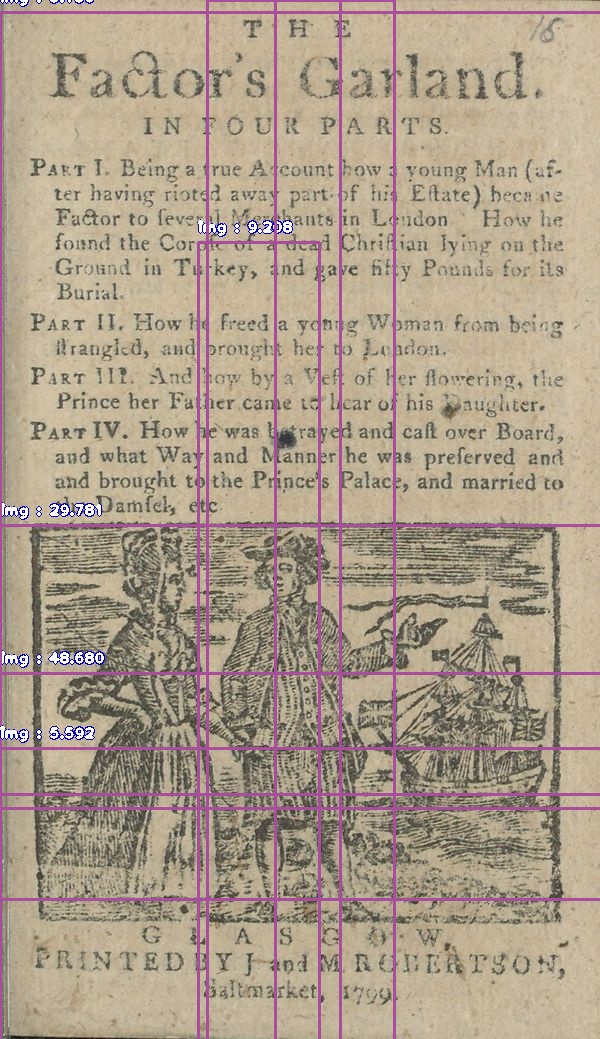 16
THE
Factor's Garland.
IN FOUR PARTS.
PART I. Being a true Account how a young Man (af-
ter having rioted away part of his Eſtate) became
Factor to ſeveral Merchants in London How he
found the Corpſe of a dead Chriſtian lying on the
Ground in Turkey, and gave fifty Pounds for its
Burial.
PART II. How he freed a young Woman from being
ſtrangled, and brought her to London.
PART III. And how by a Veſt of her flowering, the
Prince her Father came to hear of his Daughter.
PART IV. How he was betrayed and caſt over Board,
and what Way and Manner he was preſerved and
and brought to the Prince's Palace, and married to
the Damſel, etc
GLASGOW,
PRINTED BY J and M ROBERTSON,
Saltmarket, 1799.
Img : 9.208
Img : 29.781
Img : 48.680
Img : 5.592